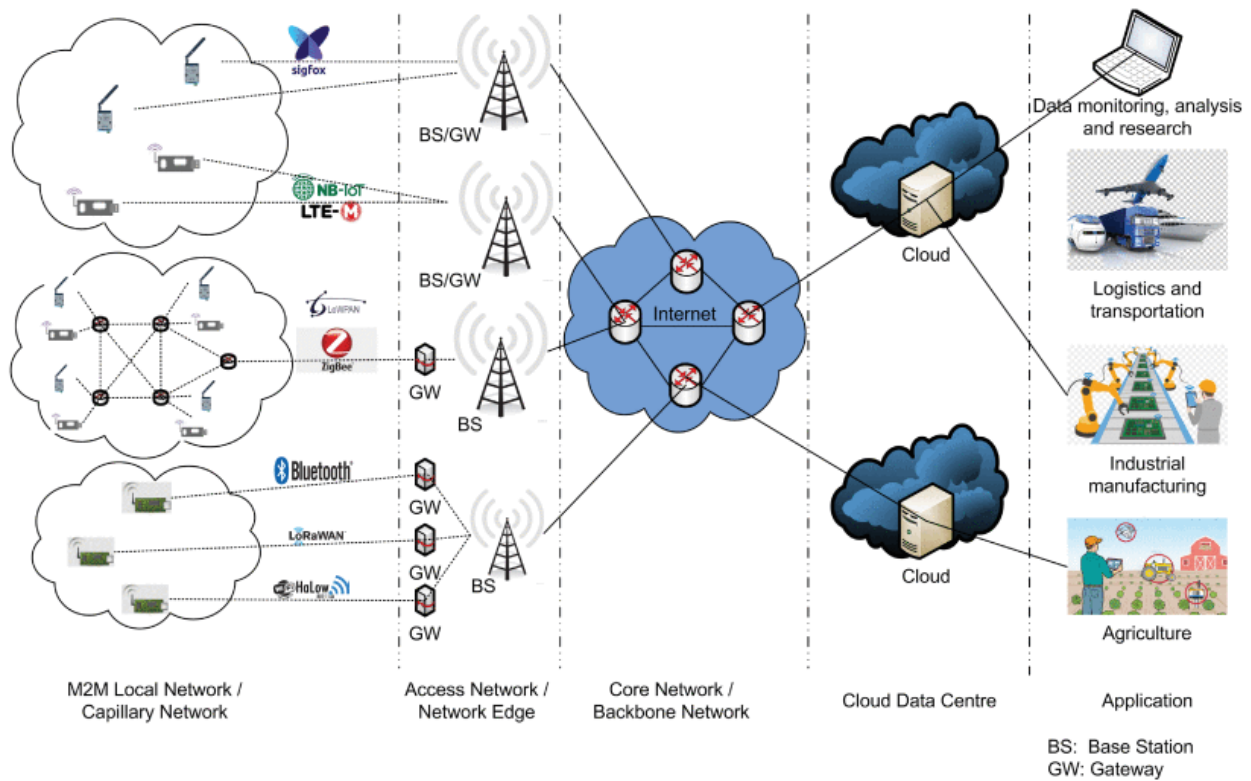 sigfox
BS/GW
NB-IoT
LTE-M
BS/GW
LoWPAN
ZigBee
GW
BS
Bluetooth
GW
LoRaWAN
GW
HaLow
GW
BS
Internet
Cloud
Cloud
Data monitoring, analysis
and research
Logistics and
transportation
Industrial
manufacturing
Agriculture
M2M Local Network /
Capillary Network
Access Network /
Network Edge
Core Network /
Backbone Network
Cloud Data Centre
Application
BS: Base Station
GW: Gateway